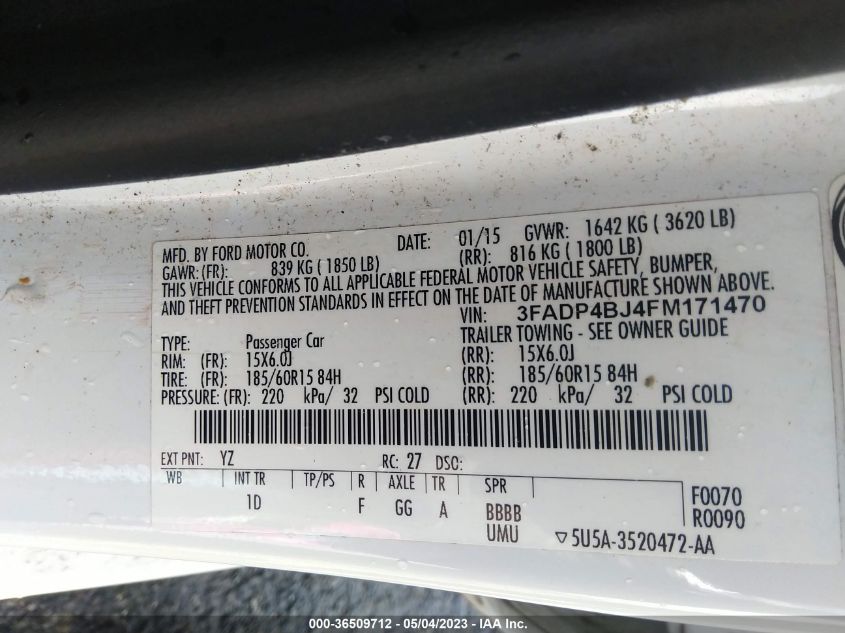 MFD. BY FORD MOTOR CO. DATE: 01/15 GVWR: 1642 KG ( 3620 LB)
GAWR: (FR): 839 KG ( 1850 LB) (RR): 816 KG ( 1800 LB)
THIS VEHICLE CONFORMS TO ALL APPLICABLE FEDERAL MOTOR VEHICLE SAFETY, BUMPER,
AND THEFT PREVENTION STANDARDS IN EFFECT ON THE DATE OF MANUFACTURE SHOWN ABOVE.
VIN: 3FADP4BJ4FM171470
TYPE: Passenger Car TRAILER TOWING - SEE OWNER GUIDE
RIM: (FR): 15X6.0J (RR): 15X6.0J
TIRE: (FR): 185/60R15 84H (RR): 185/60R15 84H
PRESSURE: (FR): 220 kPa/ 32 PSI COLD (RR): 220 kPa/ 32 PSI COLD
EXT PNT: YZ RC: 27 DSO:
WB INT TR TP/PS R AXLE TR SPR
1D F GG A BBBB
UMU
F0070
R0090
▽5U5A-3520472-AA
000-36509712 - 05/04/2023 - IAA Inc.